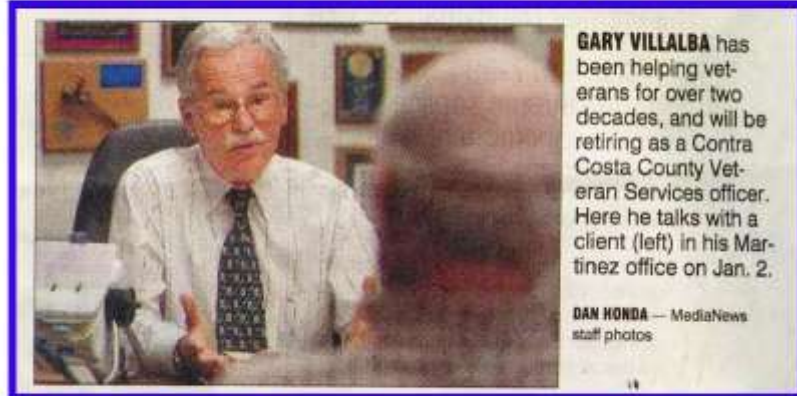 GARY VILLALBA has
been helping vet-
erans for over two
decades, and will be
retiring as a Contra
Costa County Vet-
eran Services officer.
Here he talks with a
client (left) in his Mar-
tinez office on Jan. 2.
DAN HONDA — MediaNews
staff photos